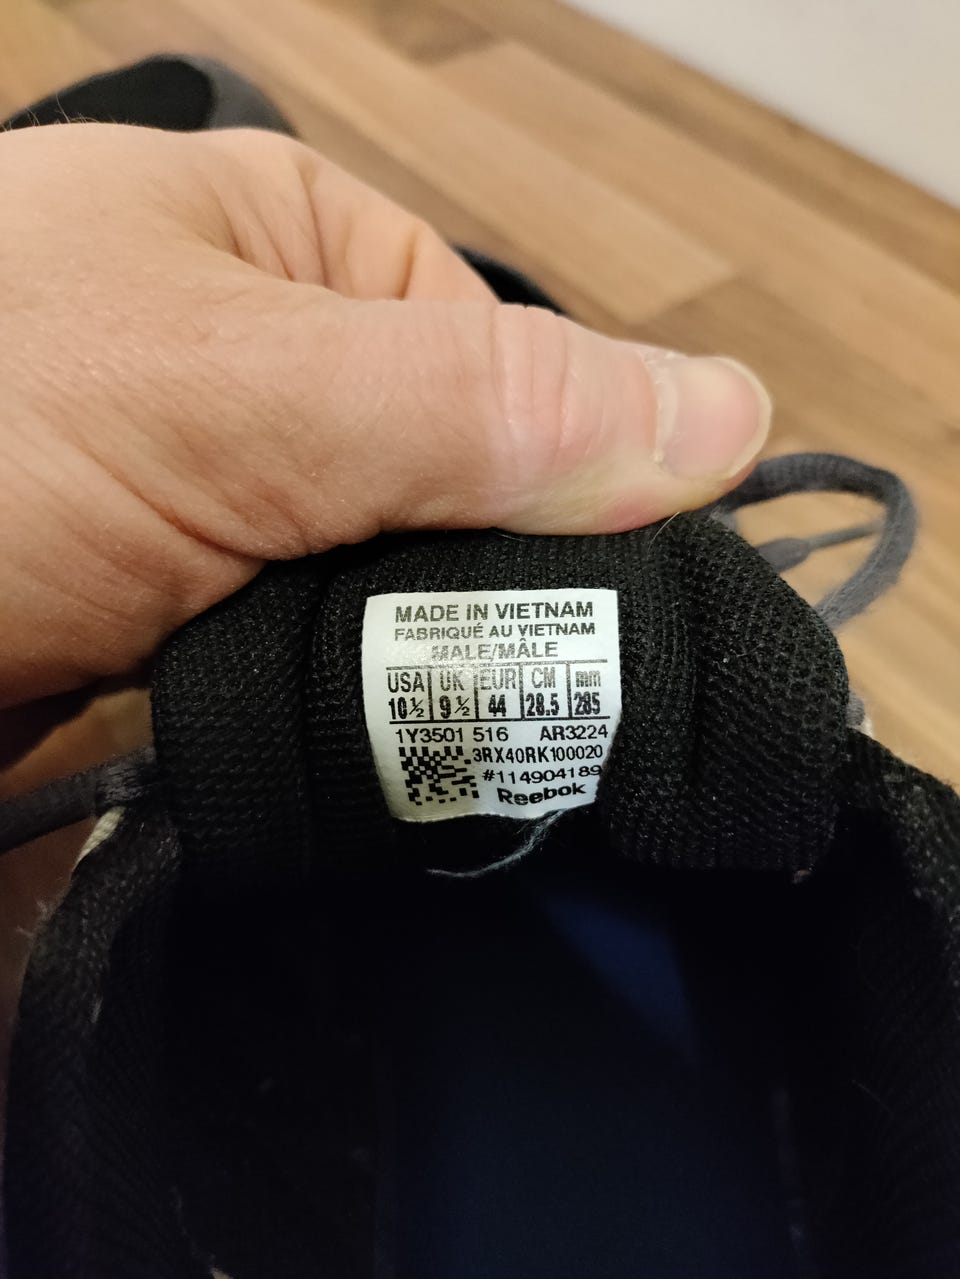 MADE IN VIETNAM
FABRIQUÉ AU VIETNAM
MALE/MÂLE
USA UK EUR CM mm
10½ 9½ 44 28.5 285
1Y3501 516 AR3224
3RX40RK100020
#114904189
Reebok